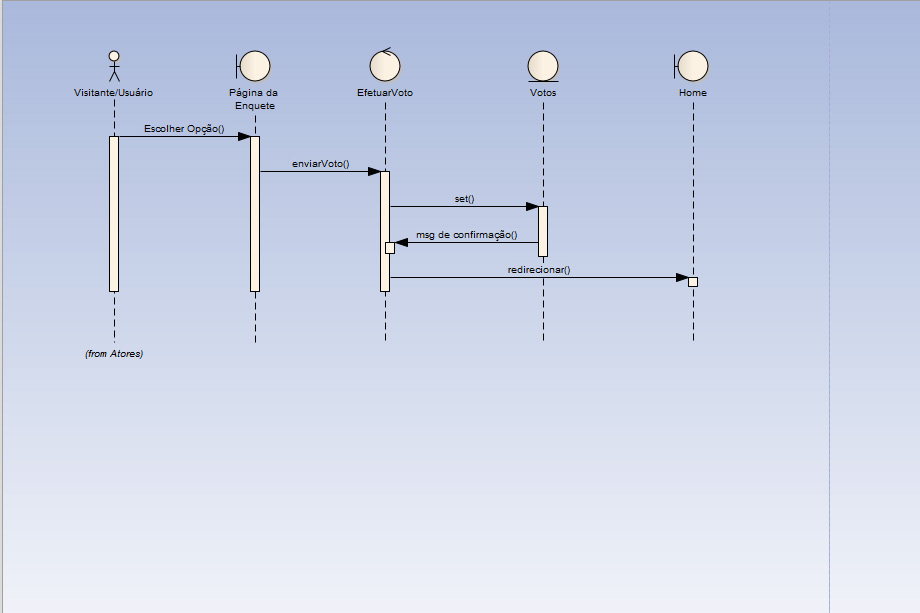 Visitante/Usuário
Página da
Enquete
EfetuarVoto
Votos
Home
Escolher Opção()
enviarVoto()
set()
msg de confirmação()
redirecionar()
(from Atores)